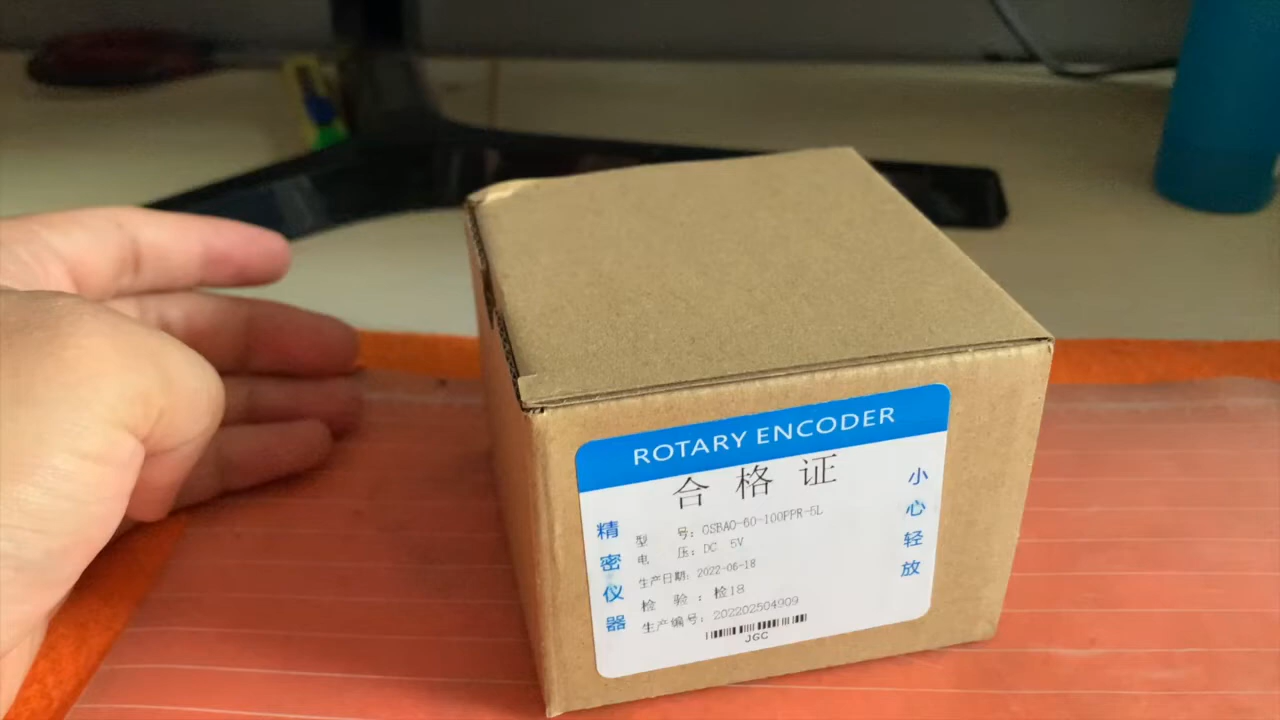 ROTARY ENCODER
合格证
精密仪器
型 号：GSBAO-60-100PPR-5L
电 压：DC 5V
生产日期：2022-06-18
检 验：检18
生产编号：202202504909
JGC
小心轻放